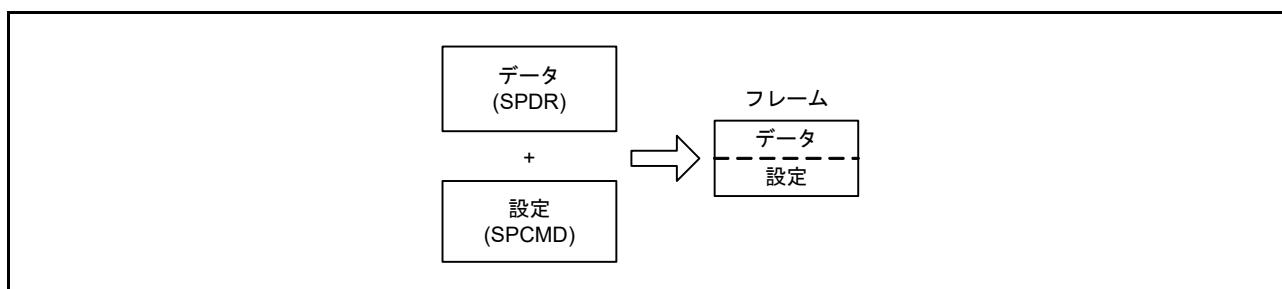 データ
(SPDR)
+
設定
(SPCMD)
フレーム
データ
設定